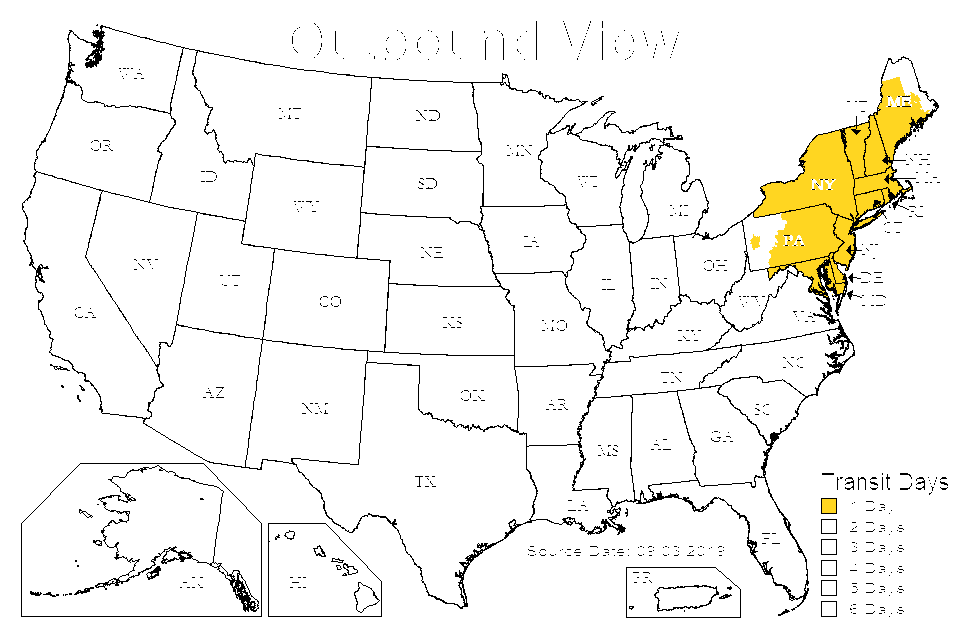 Outbound View
WA
MT
ND
MN
OR
ID
SD
WI
WY
MI
NE
IA
NV
UT
CO
IL
IN
OH
CA
KS
MO
KY
WV
VA
AZ
NM
OK
AR
TN
NC
SC
MS
AL
GA
TX
LA
FL
ME
NY
NH
RI
CT
PA
NJ
DE
MD
AK
HI
PR
Source Date: 09.03.2019
Transit Days
1 Day
2 Days
3 Days
4 Days
5 Days
6 Days